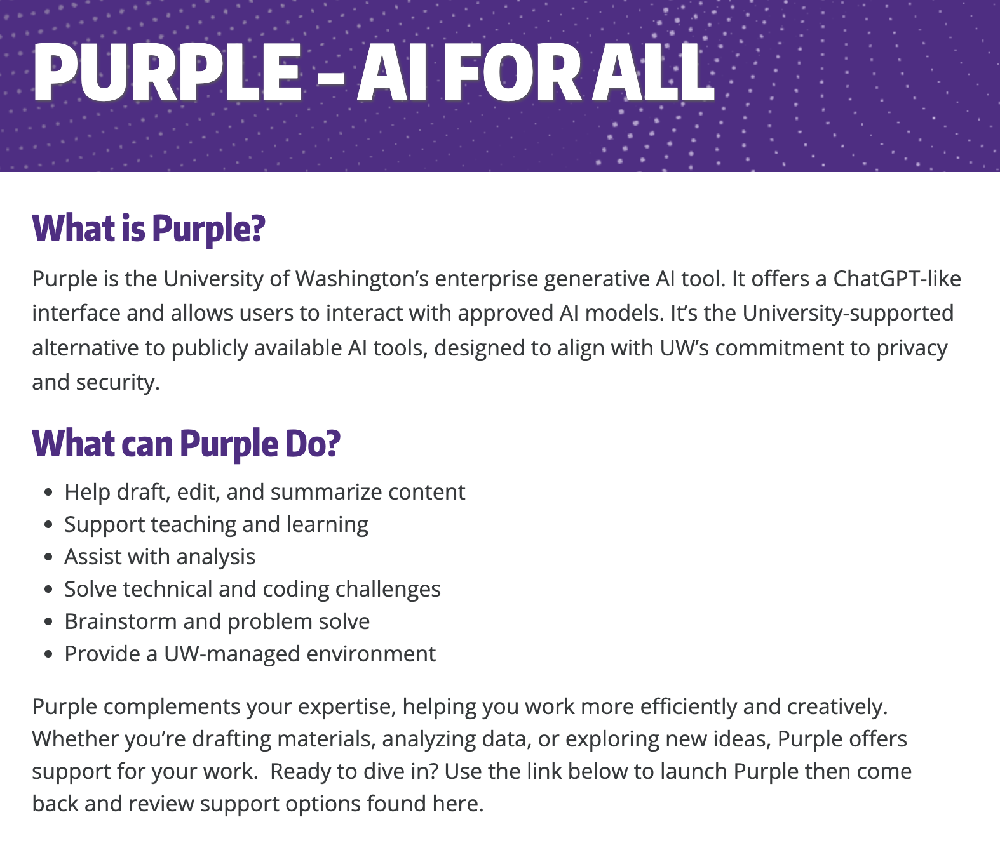 PURPLE – AI FOR ALL
What is Purple?
Purple is the University of Washington’s enterprise generative AI tool. It offers a ChatGPT-like
interface and allows users to interact with approved AI models. It’s the University-supported
alternative to publicly available AI tools, designed to align with UW’s commitment to privacy
and security.
What can Purple Do?
• Help draft, edit, and summarize content
• Support teaching and learning
• Assist with analysis
• Solve technical and coding challenges
• Brainstorm and problem solve
• Provide a UW-managed environment
Purple complements your expertise, helping you work more efficiently and creatively.
Whether you’re drafting materials, analyzing data, or exploring new ideas, Purple offers
support for your work.  Ready to dive in? Use the link below to launch Purple then come
back and review support options found here.